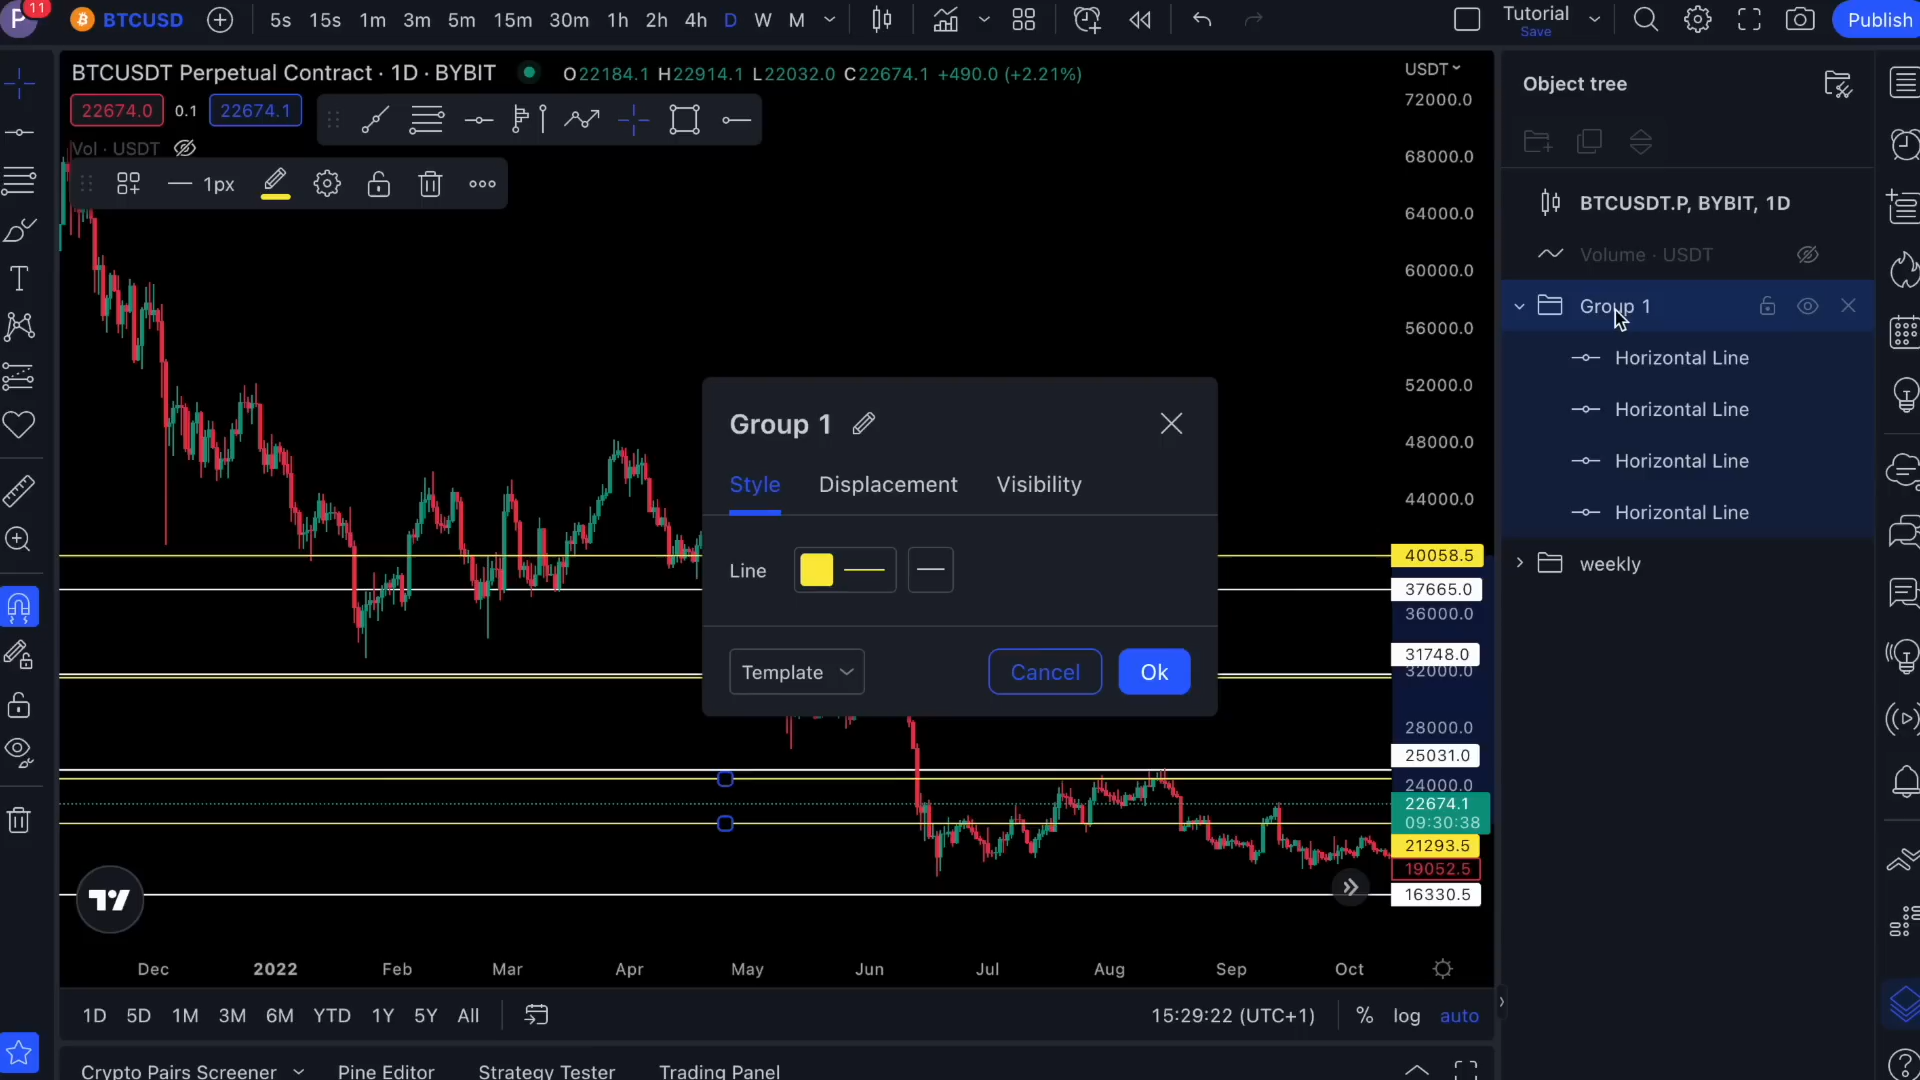 P
11
BTCUSD
5s 15s 1m 3m 5m 15m 30m 1h 2h 4h D W M
Tutorial
Save
Publish
BTCUSDT Perpetual Contract · 1D · BYBIT
O22184.1 H22914.1 L22032.0 C22674.1 +490.0 (+2.21%)
22674.0 0.1 22674.1
Vol · USDT
1px
USDT
72000.0
68000.0
64000.0
60000.0
56000.0
52000.0
48000.0
44000.0
40058.5
37665.0
36000.0
31748.0
32000.0
28000.0
25031.0
24000.0
22674.1
09:30:38
21293.5
19052.5
16330.5
Object tree
BTCUSDT.P, BYBIT, 1D
Volume · USDT
Group 1
Horizontal Line
Horizontal Line
Horizontal Line
Horizontal Line
weekly
Group 1
Style Displacement Visibility
Line
Template
Cancel
Ok
Dec 2022 Feb Mar Apr May Jun Jul Aug Sep Oct
1D 5D 1M 3M 6M YTD 1Y 5Y All
15:29:22 (UTC+1) % log auto
Crypto Pairs Screener Pine Editor Strategy Tester Trading Panel